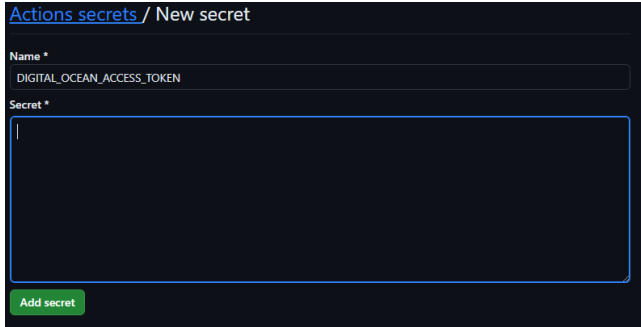 Actions secrets / New secret
Name *
DIGITAL_OCEAN_ACCESS_TOKEN
Secret *
Add secret